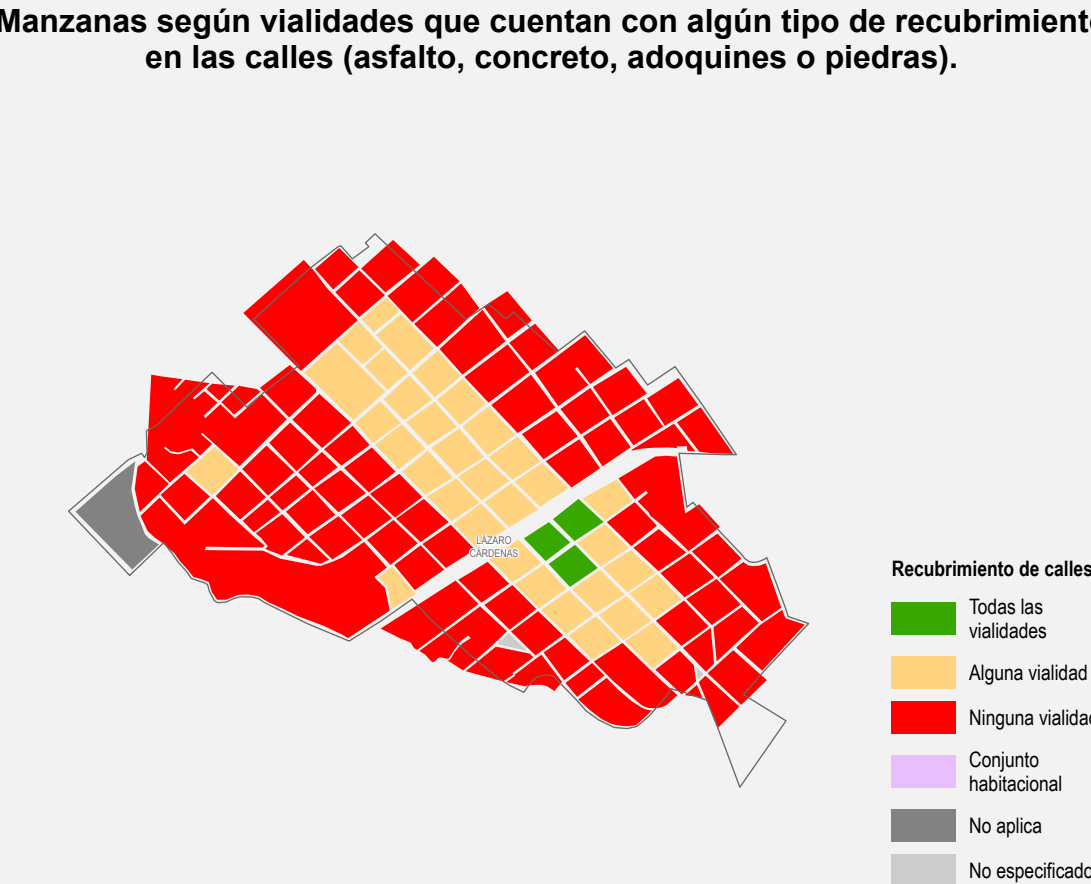 Manzanas según vialidades que cuentan con algún tipo de recubrimiento
en las calles (asfalto, concreto, adoquines o piedras).
LÁZARO
CÁRDENAS
Recubrimiento de calles
Todas las
vialidades
Alguna vialidad
Ninguna vialidad
Conjunto
habitacional
No aplica
No especificado